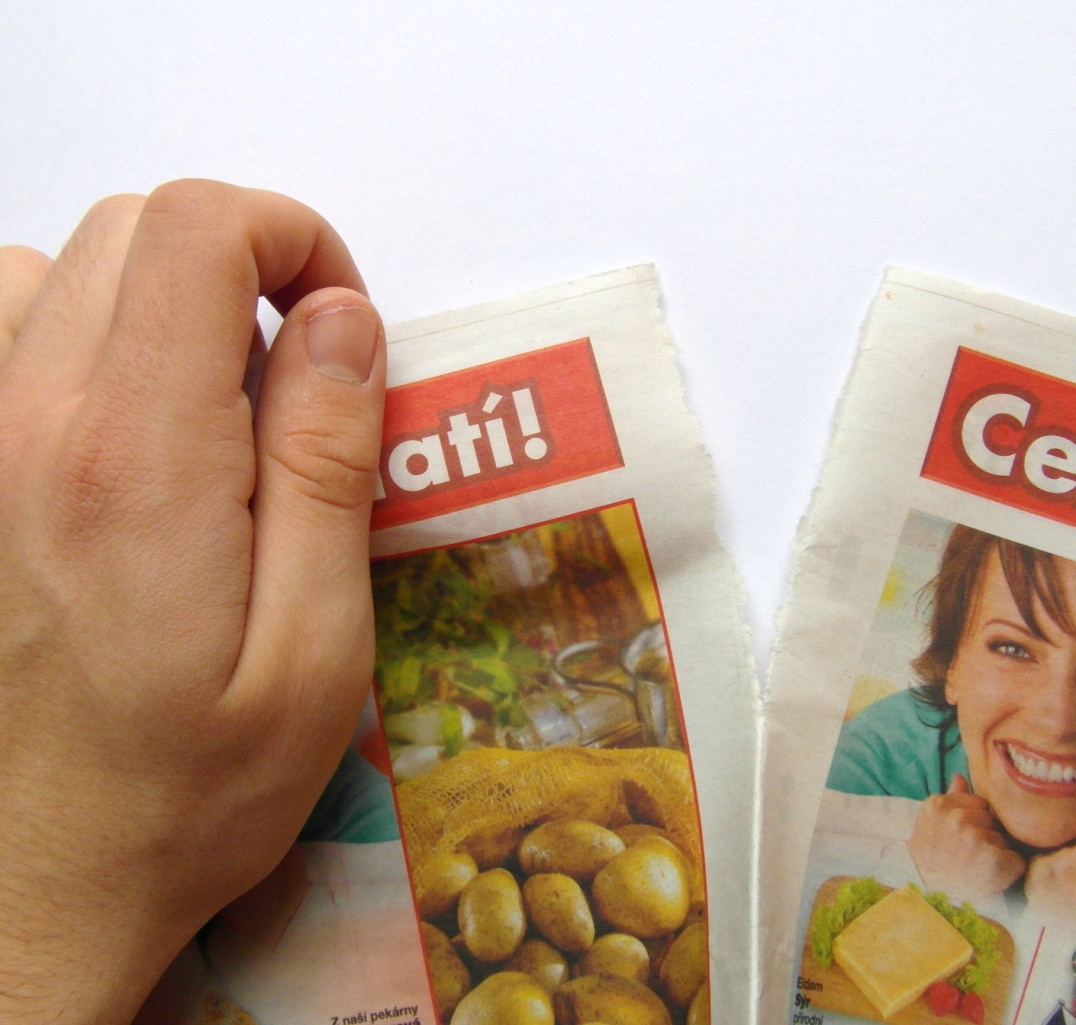 atí!
Ce
Z naší pekárny
Eidam
Sýr
přírodní